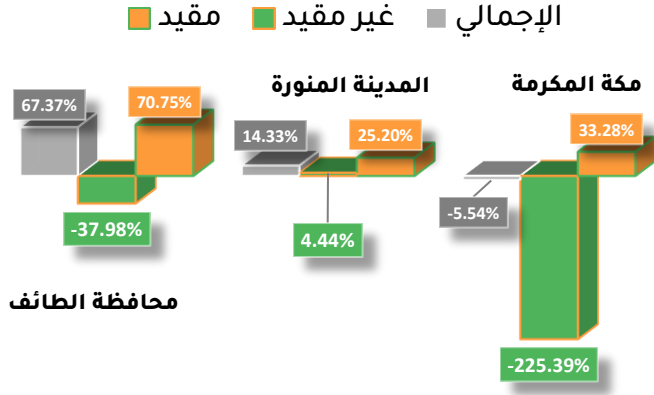 مقيد غير مقيد الإجمالي
مكة المكرمة
33.28%
-5.54%
-225.39%
المدينة المنورة
25.20%
14.33%
4.44%
70.75%
67.37%
-37.98%
محافظة الطائف